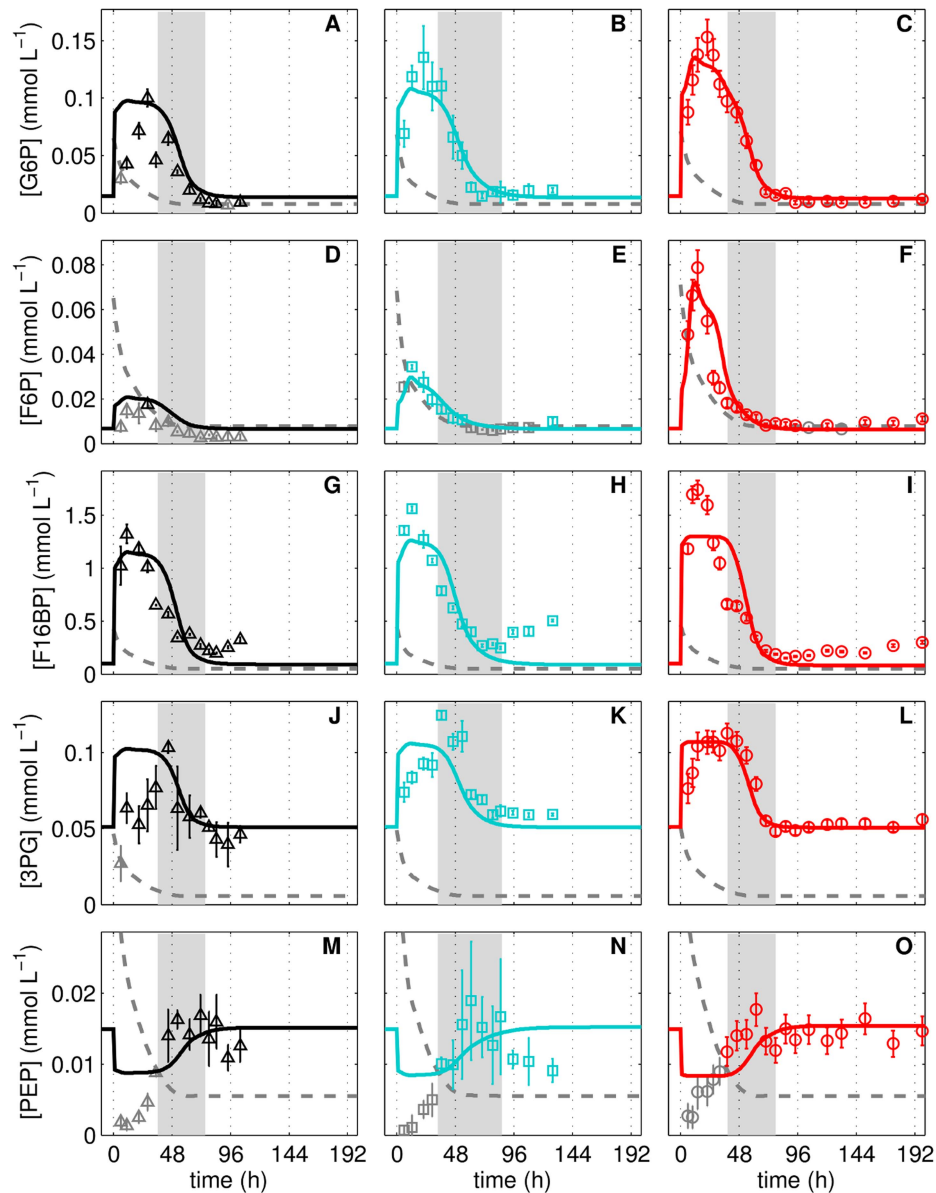 A B C
[G6P] (mmol L⁻¹)
0.15
0.1
0.05
0
D E F
[F6P] (mmol L⁻¹)
0.08
0.06
0.04
0.02
0
G H I
[F16BP] (mmol L⁻¹)
1.5
1
0.5
0
J K L
[3PG] (mmol L⁻¹)
0.1
0.05
0
M N O
[PEP] (mmol L⁻¹)
0.02
0.01
0
0 48 96 144 192 0 48 96 144 192 0 48 96 144 192
time (h) time (h) time (h)